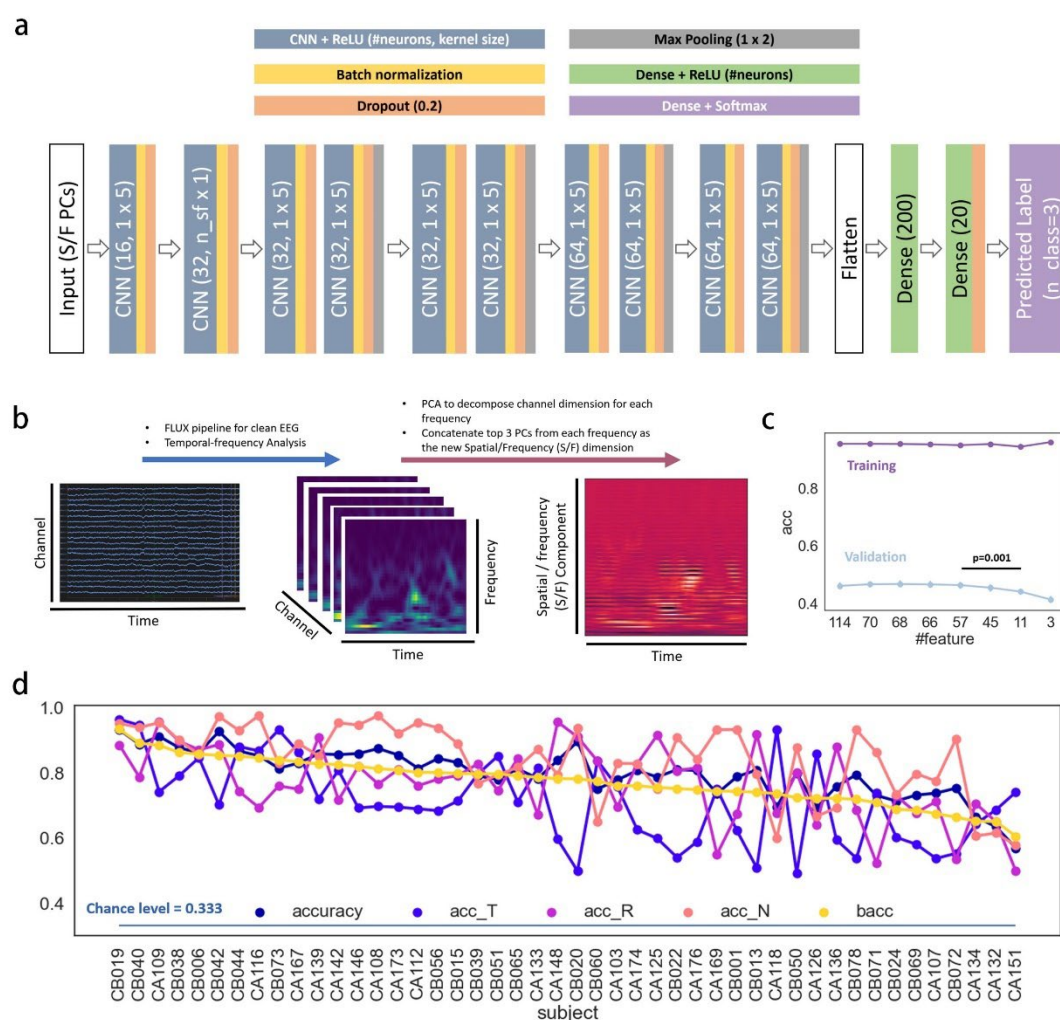 a
CNN + ReLU (#neurons, kernel size)
Max Pooling (1 x 2)
Batch normalization
Dense + ReLU (#neurons)
Dropout (0.2)
Dense + Softmax
Input (S/F PCs)
CNN (16, 1 x 5)
CNN (32, n_sf x 1)
CNN (32, 1 x 5)
CNN (32, 1 x 5)
CNN (32, 1 x 5)
CNN (32, 1 x 5)
CNN (64, 1 x 5)
CNN (64, 1 x 5)
CNN (64, 1 x 5)
CNN (64, 1 x 5)
Flatten
Dense (200)
Dense (20)
Predicted Label
(n_class=3)
b
• FLUX pipeline for clean EEG
• Temporal-frequency Analysis
• PCA to decompose channel dimension for each
frequency
• Concatenate top 3 PCs from each frequency as
the new Spatial/Frequency (S/F) dimension
Channel
Time
Channel
Frequency
Time
Spatial / frequency
(S/F) Component
Time
c
Training
Validation
p=0.001
acc
0.8
0.6
0.4
114 70 68 66 57 45 11 3
#feature
d
1.0
0.8
0.6
0.4
Chance level = 0.333
accuracy acc_T acc_R acc_N bacc
CB019
CB040
CA109
CB038
CB006
CB042
CB044
CA116
CB073
CA167
CA139
CA142
CA146
CA108
CA173
CA112
CB056
CB015
CB039
CB051
CB065
CA133
CA148
CB020
CB060
CA103
CA174
CA125
CB022
CA176
CA169
CB001
CB013
CA118
CB050
CA126
CA136
CB078
CB071
CB024
CB069
CA107
CB072
CA134
CA132
CA151
subject